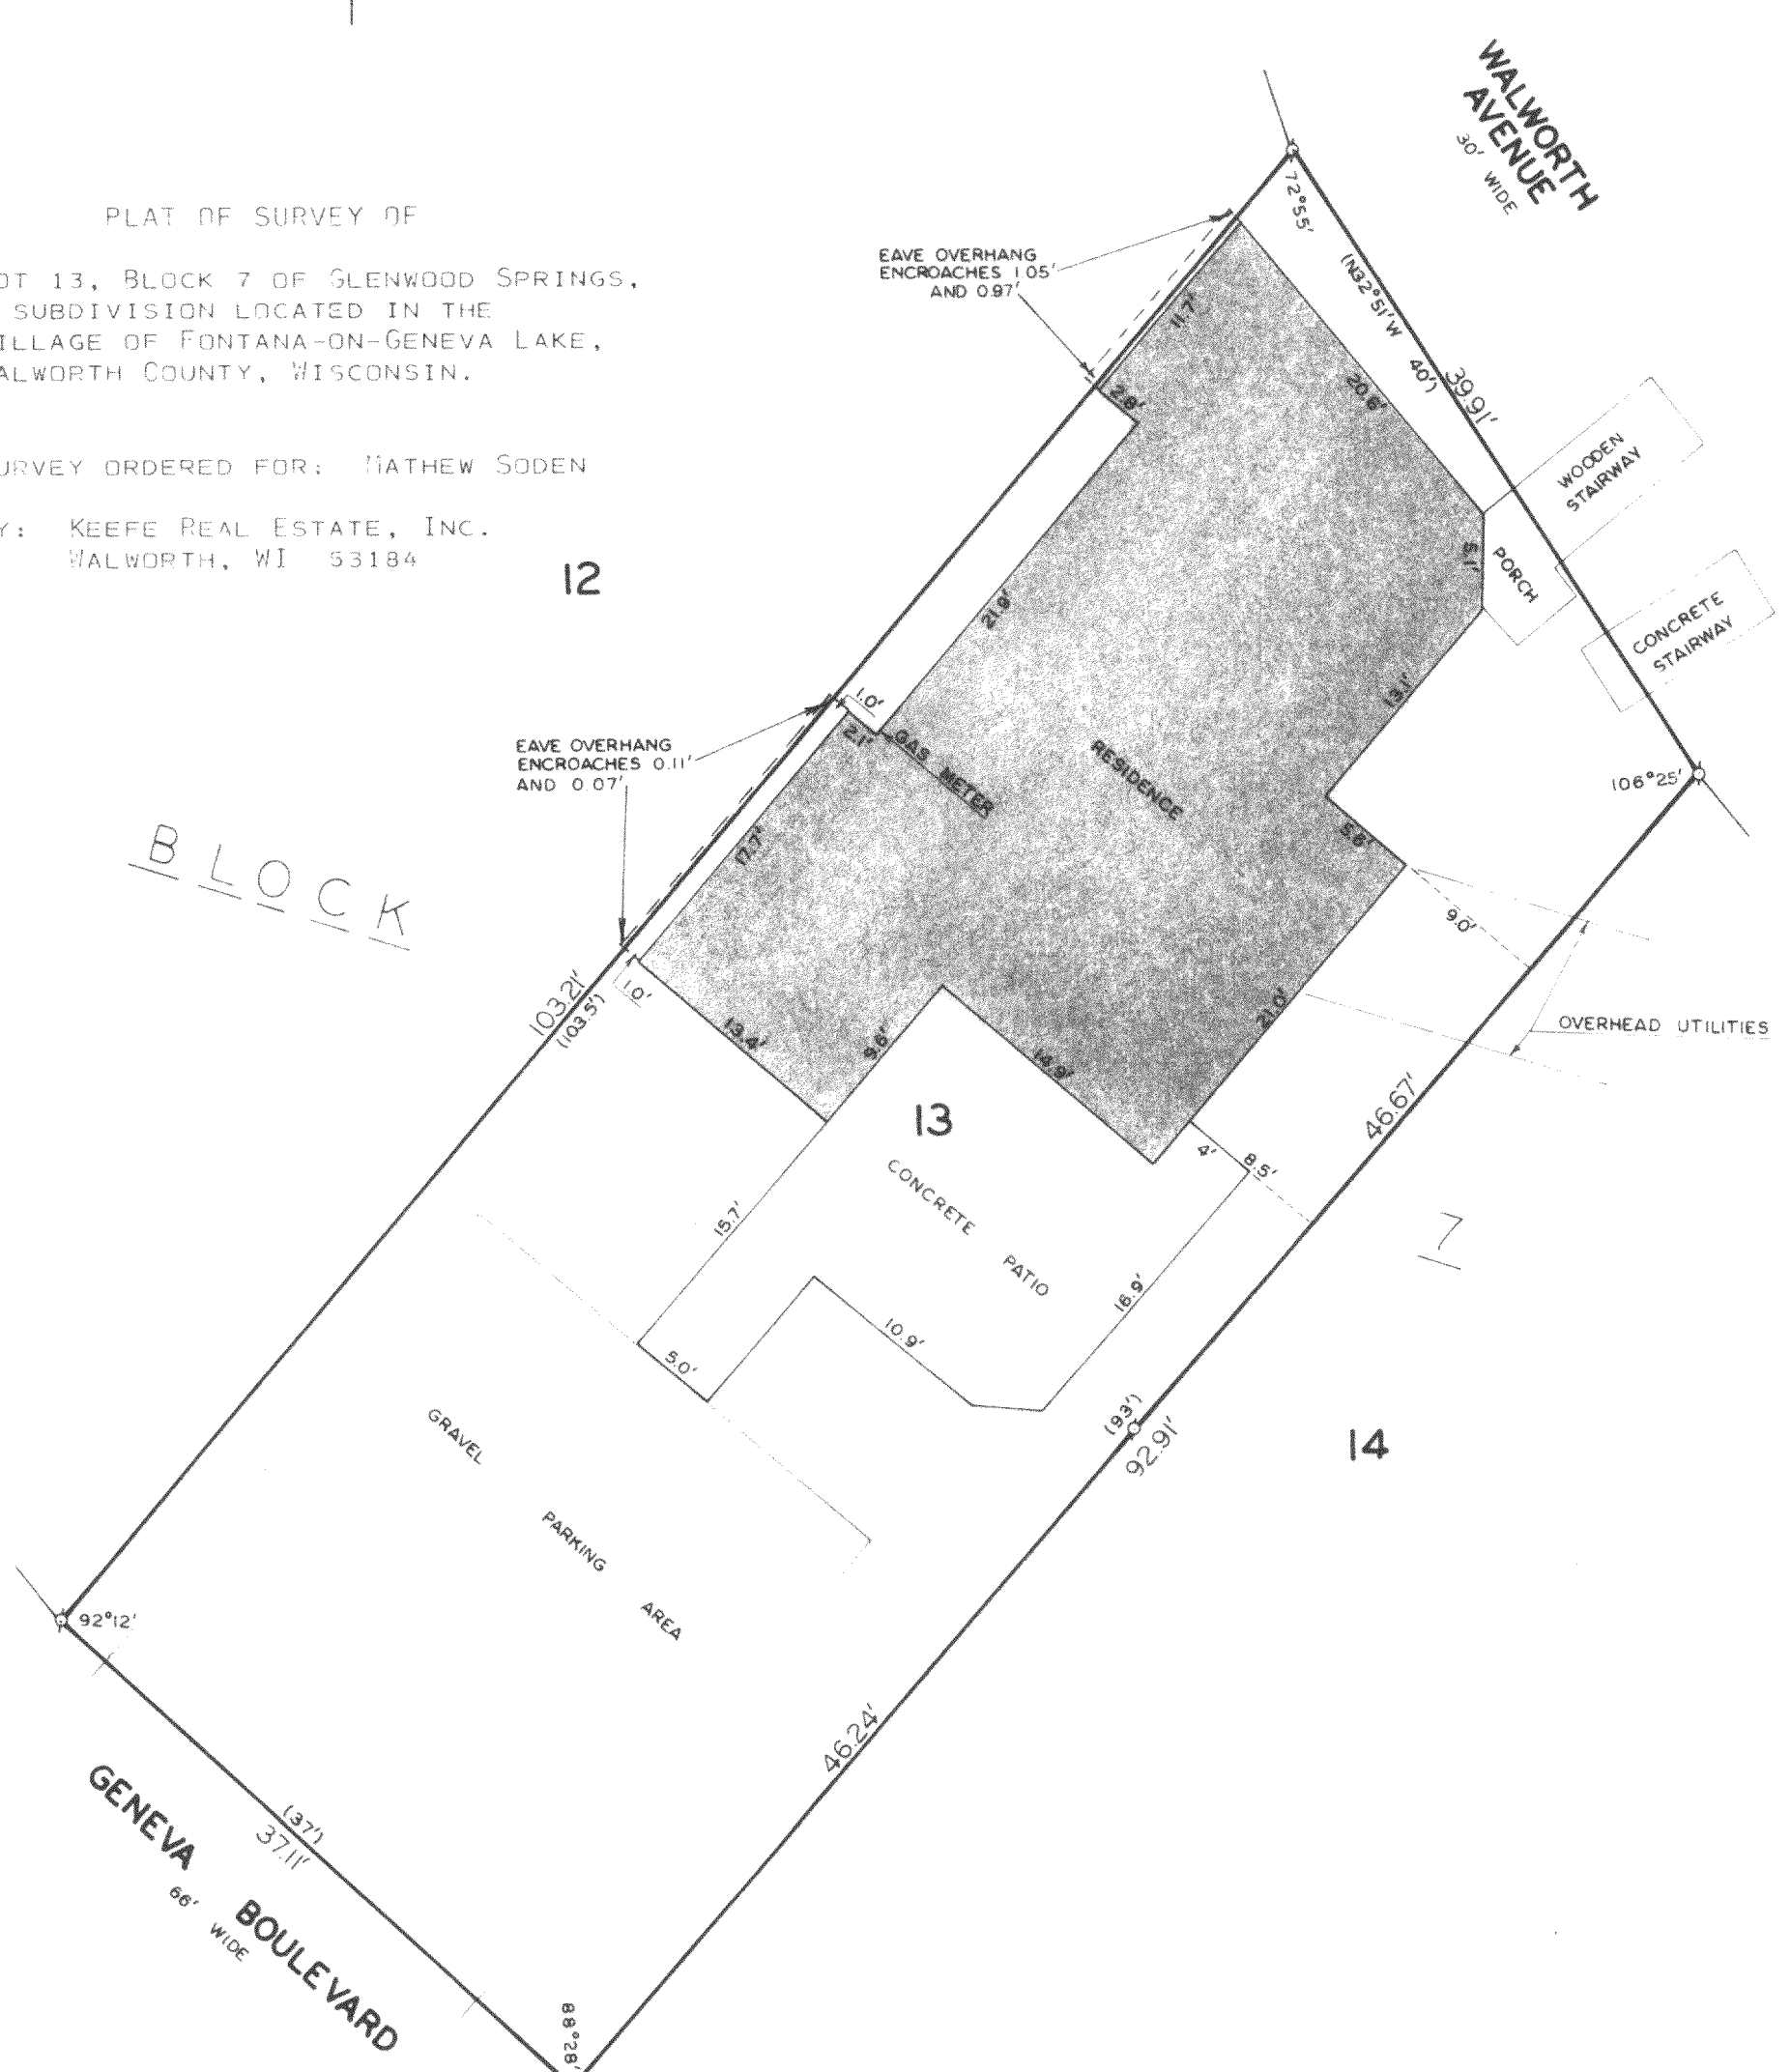 PLAT OF SURVEY OF
OT 13, BLOCK 7 OF GLENWOOD SPRINGS,
SUBDIVISION LOCATED IN THE
ILLAGE OF FONTANA-ON-GENEVA LAKE,
ALWORTH COUNTY, WISCONSIN.
URVEY ORDERED FOR: MATHEW SODEN
Y: KEEFE REAL ESTATE, INC.
WALWORTH, WI 53184
WALWORTH
AVENUE
30' WIDE
72°55'
(N32°51'W 40')
39.91'
EAVE OVERHANG
ENCROACHES 1.05'
AND 0.97'
11.7'
2.8'
20.6'
WOODEN
STAIRWAY
5.1'
PORCH
CONCRETE
STAIRWAY
12
21.9'
13.1'
1.0'
2.1'
GAS METER
RESIDENCE
EAVE OVERHANG
ENCROACHES 0.11'
AND 0.07'
106°25'
5.6'
17.7'
BLOCK
9.0'
1.0'
103.21'
(103.5')
13.4'
9.6'
14.9'
21.0'
OVERHEAD UTILITIES
46.67'
13
4'
8.5'
CONCRETE PATIO
15.7'
16.9'
7
10.9'
5.0'
(93')
92.91'
14
GRAVEL PARKING AREA
92°12'
46.24'
GENEVA BOULEVARD
66' WIDE
(37')
37.11'
88°28'